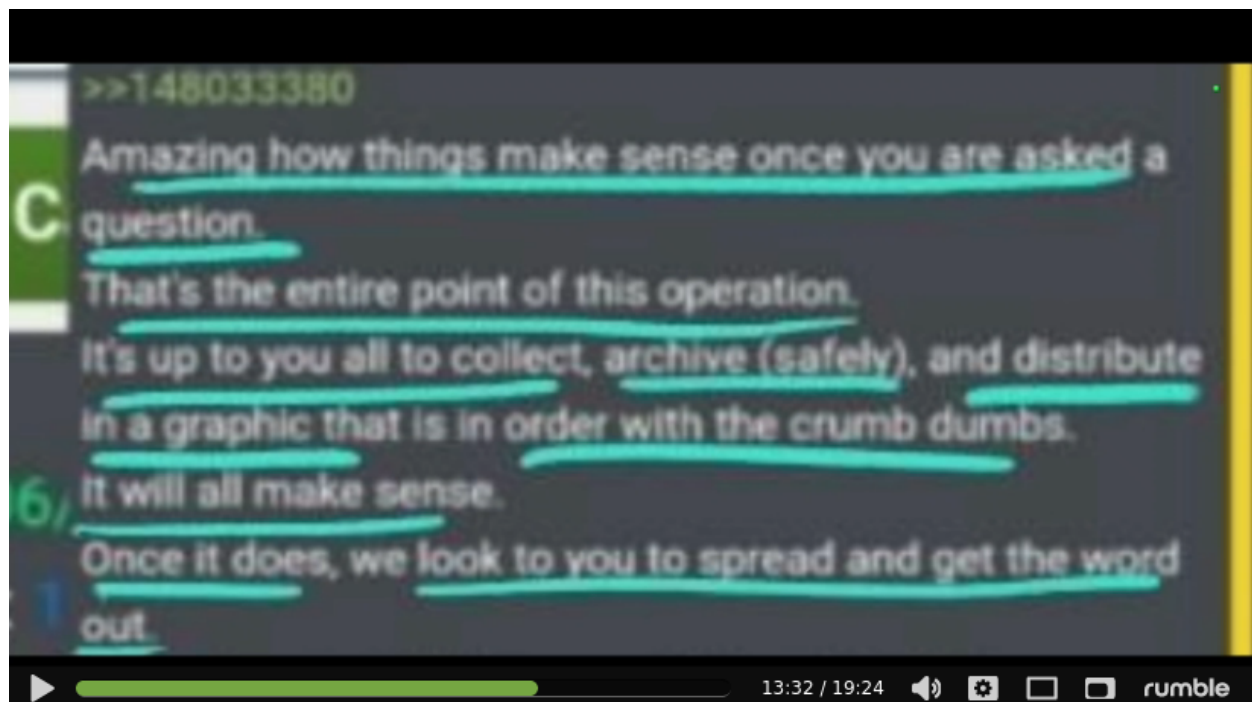 >>148033380
Amazing how things make sense once you are asked a
C question.
That's the entire point of this operation.
It's up to you all to collect, archive (safely), and distribute
in a graphic that is in order with the crumb dumbs.
6/ It will all make sense.
Once it does, we look to you to spread and get the word
1 out.
13:32 / 19:24 rumble